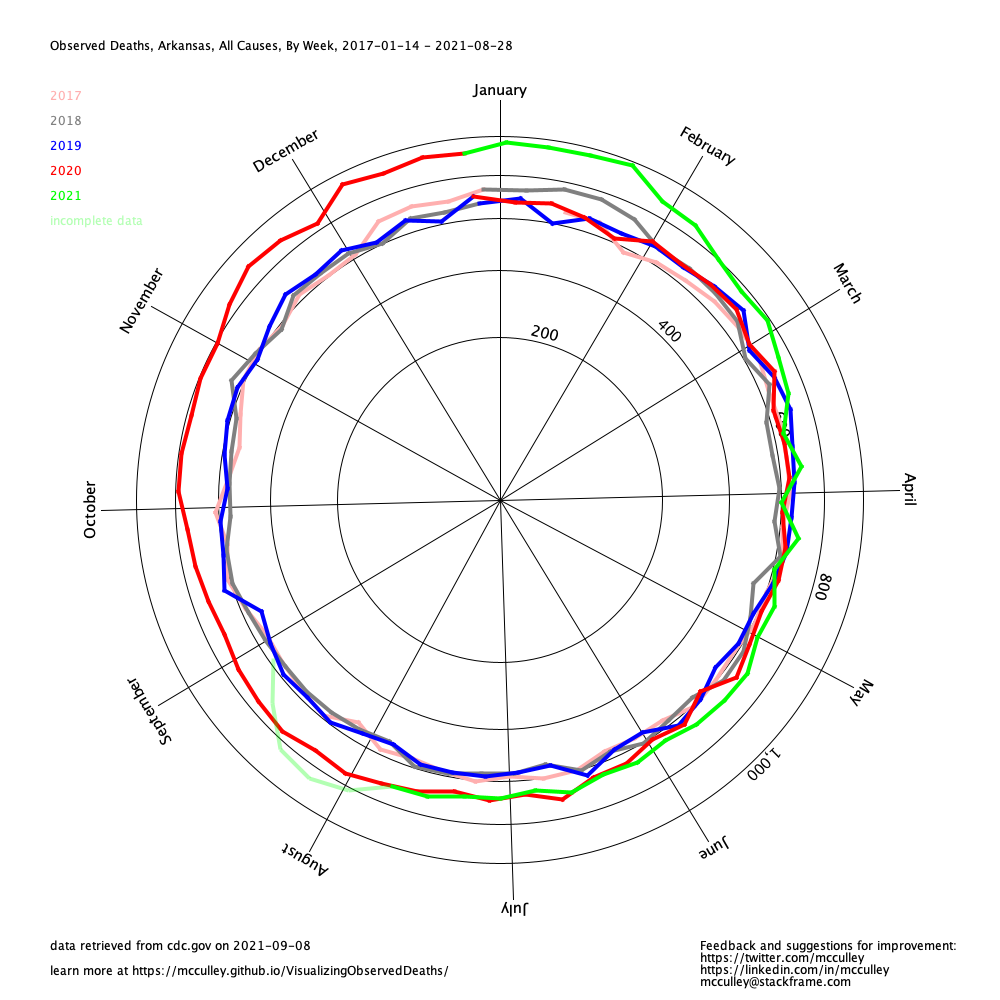 Observed Deaths, Arkansas, All Causes, By Week, 2017-01-14 - 2021-08-28
January
2017
2018
2019
2020
2021
incomplete data
December
February
November
March
200
400
October
April
800
September
May
1,000
August
June
July
data retrieved from cdc.gov on 2021-09-08
learn more at https://mcculley.github.io/VisualizingObservedDeaths/
Feedback and suggestions for improvement:
https://twitter.com/mcculley
https://linkedin.com/in/mcculley
mcculley@stackframe.com